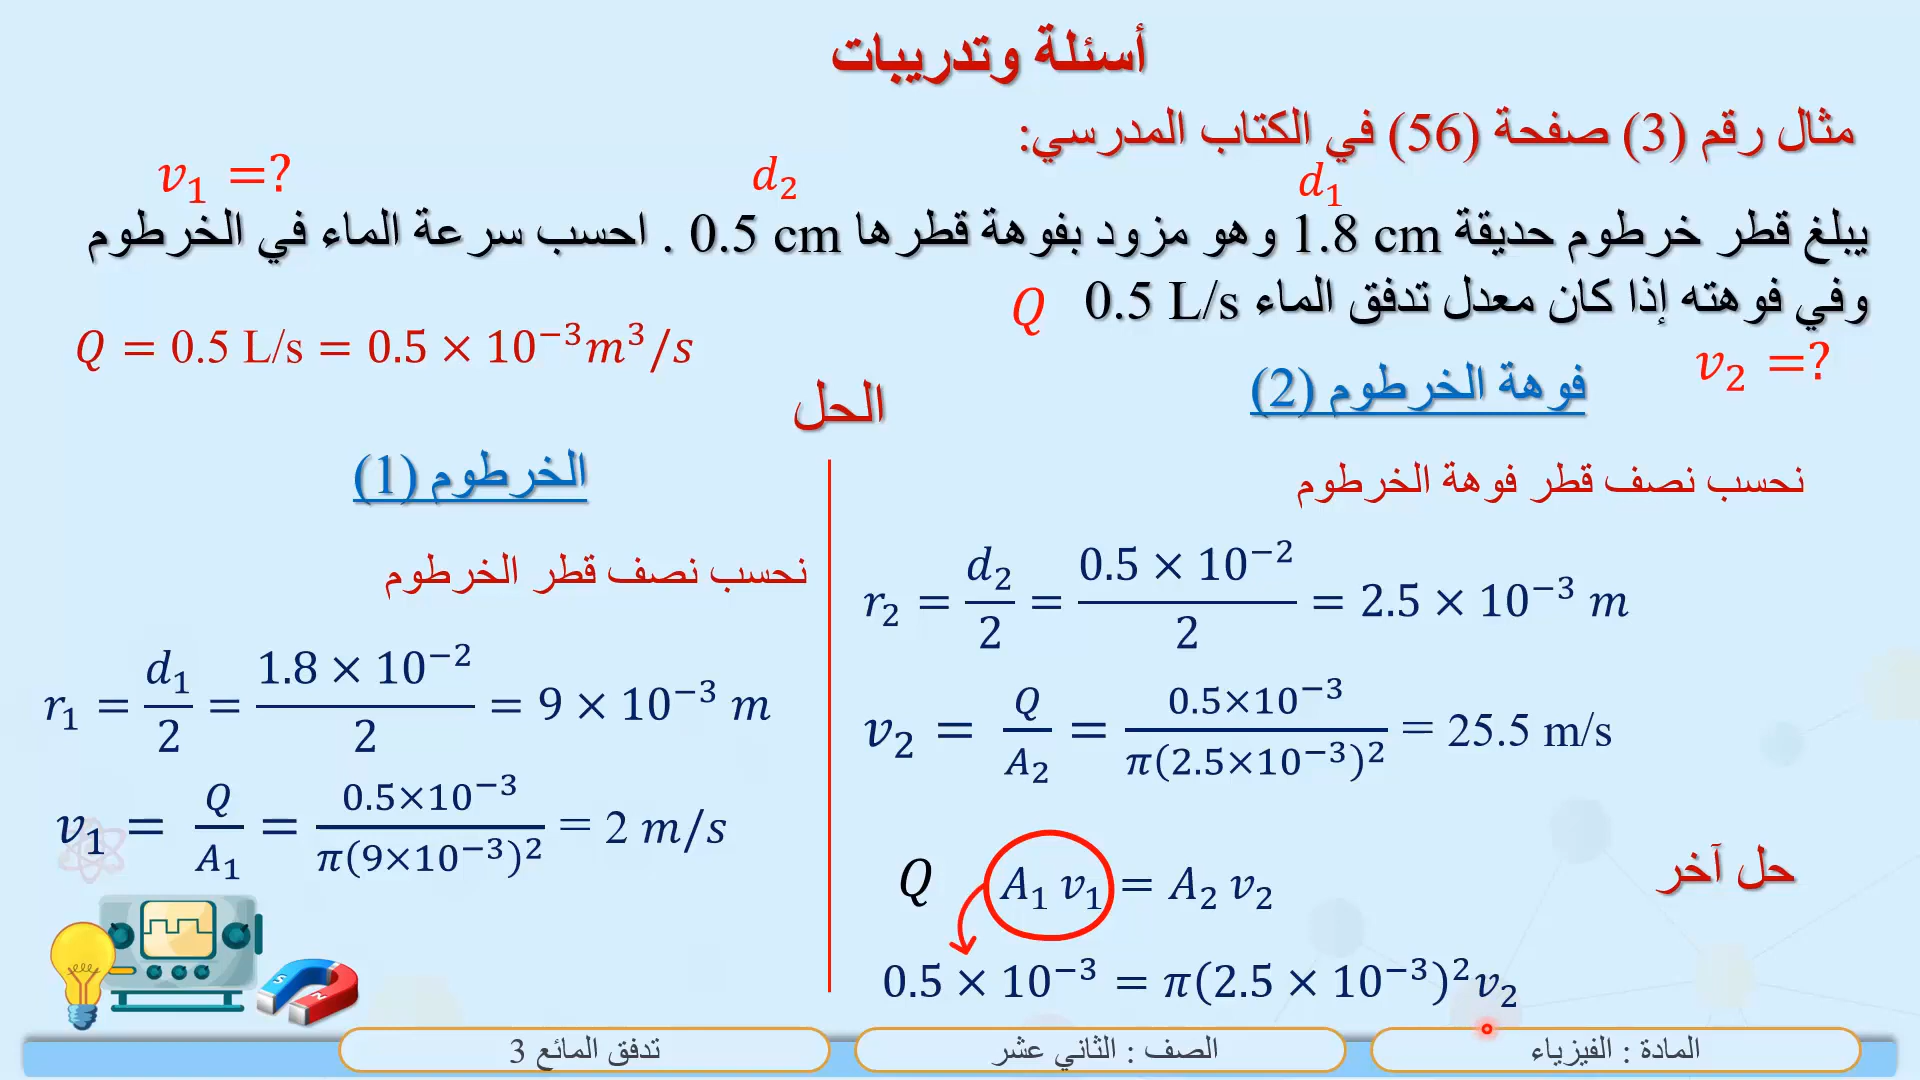 أسئلة وتدريبات
مثال رقم (3) صفحة (56) في الكتاب المدرسي:
d₁
d₂
v₁ =?
يبلغ قطر خرطوم حديقة 1.8 cm وهو مزود بفوهة قطرها 0.5 cm . احسب سرعة الماء في الخرطوم
وفي فوهته إذا كان معدل تدفق الماء 0.5 L/s
Q
Q = 0.5 L/s = 0.5 × 10⁻³m³/s
v₂ =?
الحل
فوهة الخرطوم (2)
نحسب نصف قطر فوهة الخرطوم
r₂ = d₂/2 = (0.5 × 10⁻²)/2 = 2.5 × 10⁻³ m
v₂ = Q/A₂ = (0.5×10⁻³)/(π(2.5×10⁻³)²) = 25.5 m/s
حل آخر
Q A₁ v₁ = A₂ v₂
0.5 × 10⁻³ = π(2.5 × 10⁻³)²v₂
الخرطوم (1)
نحسب نصف قطر الخرطوم
r₁ = d₁/2 = (1.8 × 10⁻²)/2 = 9 × 10⁻³ m
v₁ = Q/A₁ = (0.5×10⁻³)/(π(9×10⁻³)²) = 2 m/s
S
N
المادة : الفيزياء
الصف : الثاني عشر
تدفق المائع 3